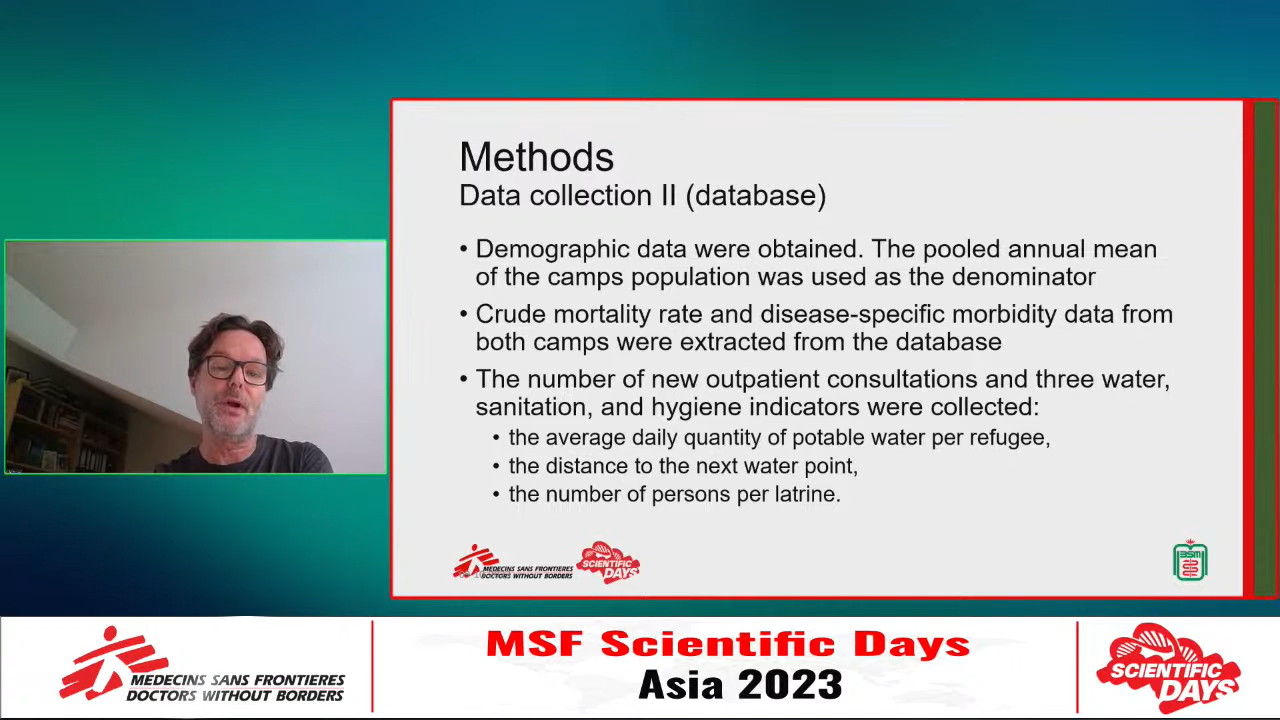 Methods
Data collection II (database)
• Demographic data were obtained. The pooled annual mean
of the camps population was used as the denominator
• Crude mortality rate and disease-specific morbidity data from
both camps were extracted from the database
• The number of new outpatient consultations and three water,
sanitation, and hygiene indicators were collected:
• the average daily quantity of potable water per refugee,
• the distance to the next water point,
• the number of persons per latrine.
MEDECINS SANS FRONTIERES
DOCTORS WITHOUT BORDERS
SCIENTIFIC
DAYS
BSM
MEDECINS SANS FRONTIERES
DOCTORS WITHOUT BORDERS
MSF Scientific Days
Asia 2023
SCIENTIFIC
DAYS